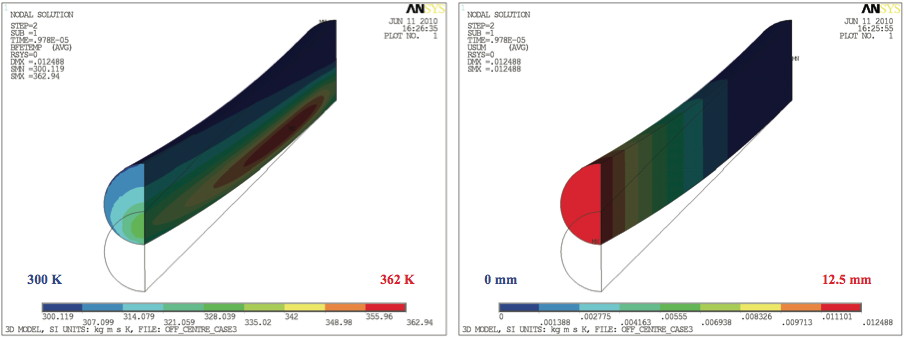 NODAL SOLUTION
ANSYS
STEP=2
SUB =1
TIME=.978E-05
BFETEMP (AVG)
RSYS=0
DMX =.012488
SMN =300.119
SMX =362.94
JUN 11 2010
16:26:35
PLOT NO. 1
300 K
362 K
300.119 314.079 328.039 342 355.96
307.099 321.059 335.02 348.98 362.94
3D MODEL, SI UNITS: kg m s K, FILE: OFF_CENTRE_CASE3
1
NODAL SOLUTION
ANSYS
STEP=2
SUB =1
TIME=.978E-05
USUM (AVG)
RSYS=0
DMX =.012488
SMX =.012488
JUN 11 2010
16:25:55
PLOT NO. 1
MN
0 mm
12.5 mm
0 .002775 .00555 .008326 .011101
.001388 .004163 .006938 .009713 .012488
3D MODEL, SI UNITS: kg m s K, FILE: OFF_CENTRE_CASE3